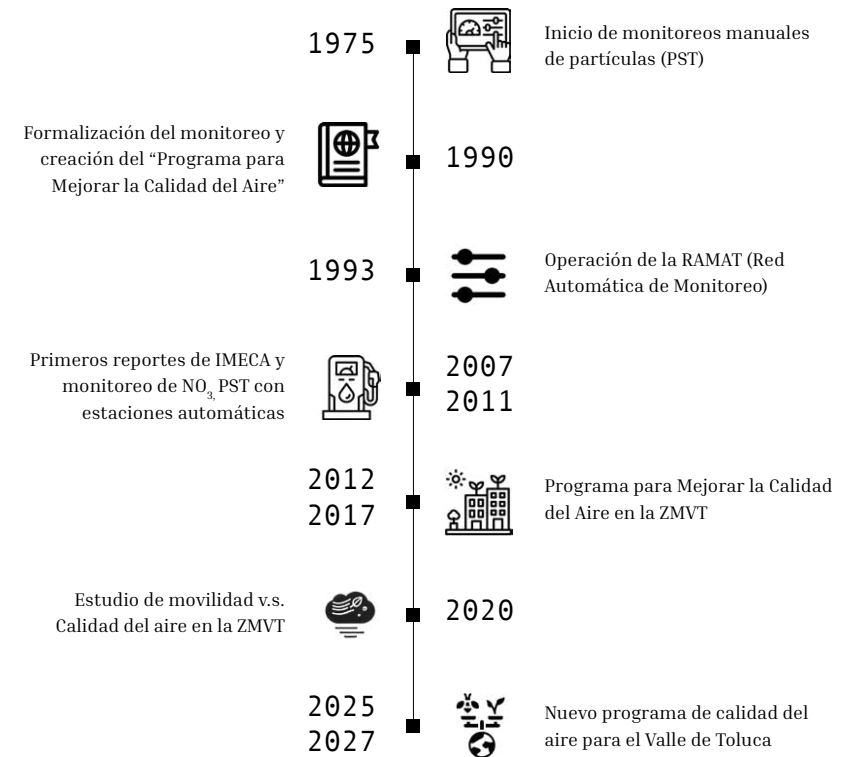 1975
Inicio de monitoreos manuales
de partículas (PST)
Formalización del monitoreo y
creación del “Programa para
Mejorar la Calidad del Aire”
1990
1993
Operación de la RAMAT (Red
Automática de Monitoreo)
Primeros reportes de IMECA y
monitoreo de NO3, PST con
estaciones automáticas
2007
2011
2012
2017
Programa para Mejorar la Calidad
del Aire en la ZMVT
Estudio de movilidad v.s.
Calidad del aire en la ZMVT
2020
2025
2027
Nuevo programa de calidad del
aire para el Valle de Toluca